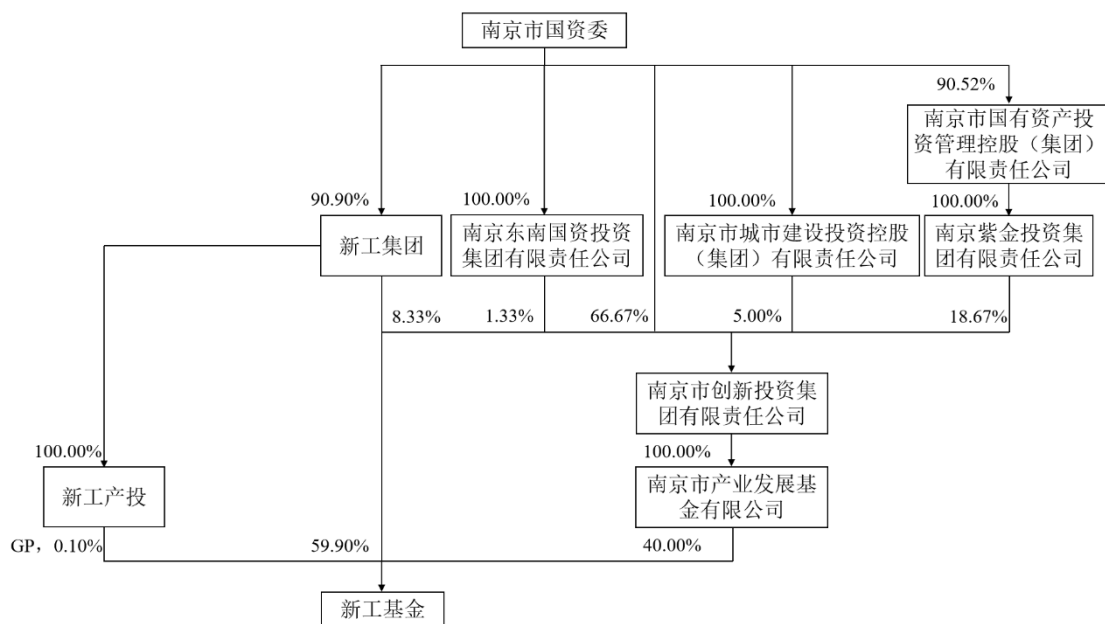 南京市国资委
90.52%
南京市国有资产投
资管理控股（集团）
有限责任公司
90.90%
100.00%
100.00%
100.00%
新工集团
南京东南国资投资
集团有限责任公司
南京市城市建设投资控股
（集团）有限责任公司
南京紫金投资集
团有限责任公司
8.33%
1.33%
66.67%
5.00%
18.67%
南京市创新投资集
团有限责任公司
100.00%
100.00%
新工产投
南京市产业发展基
金有限公司
GP，0.10%
59.90%
40.00%
新工基金